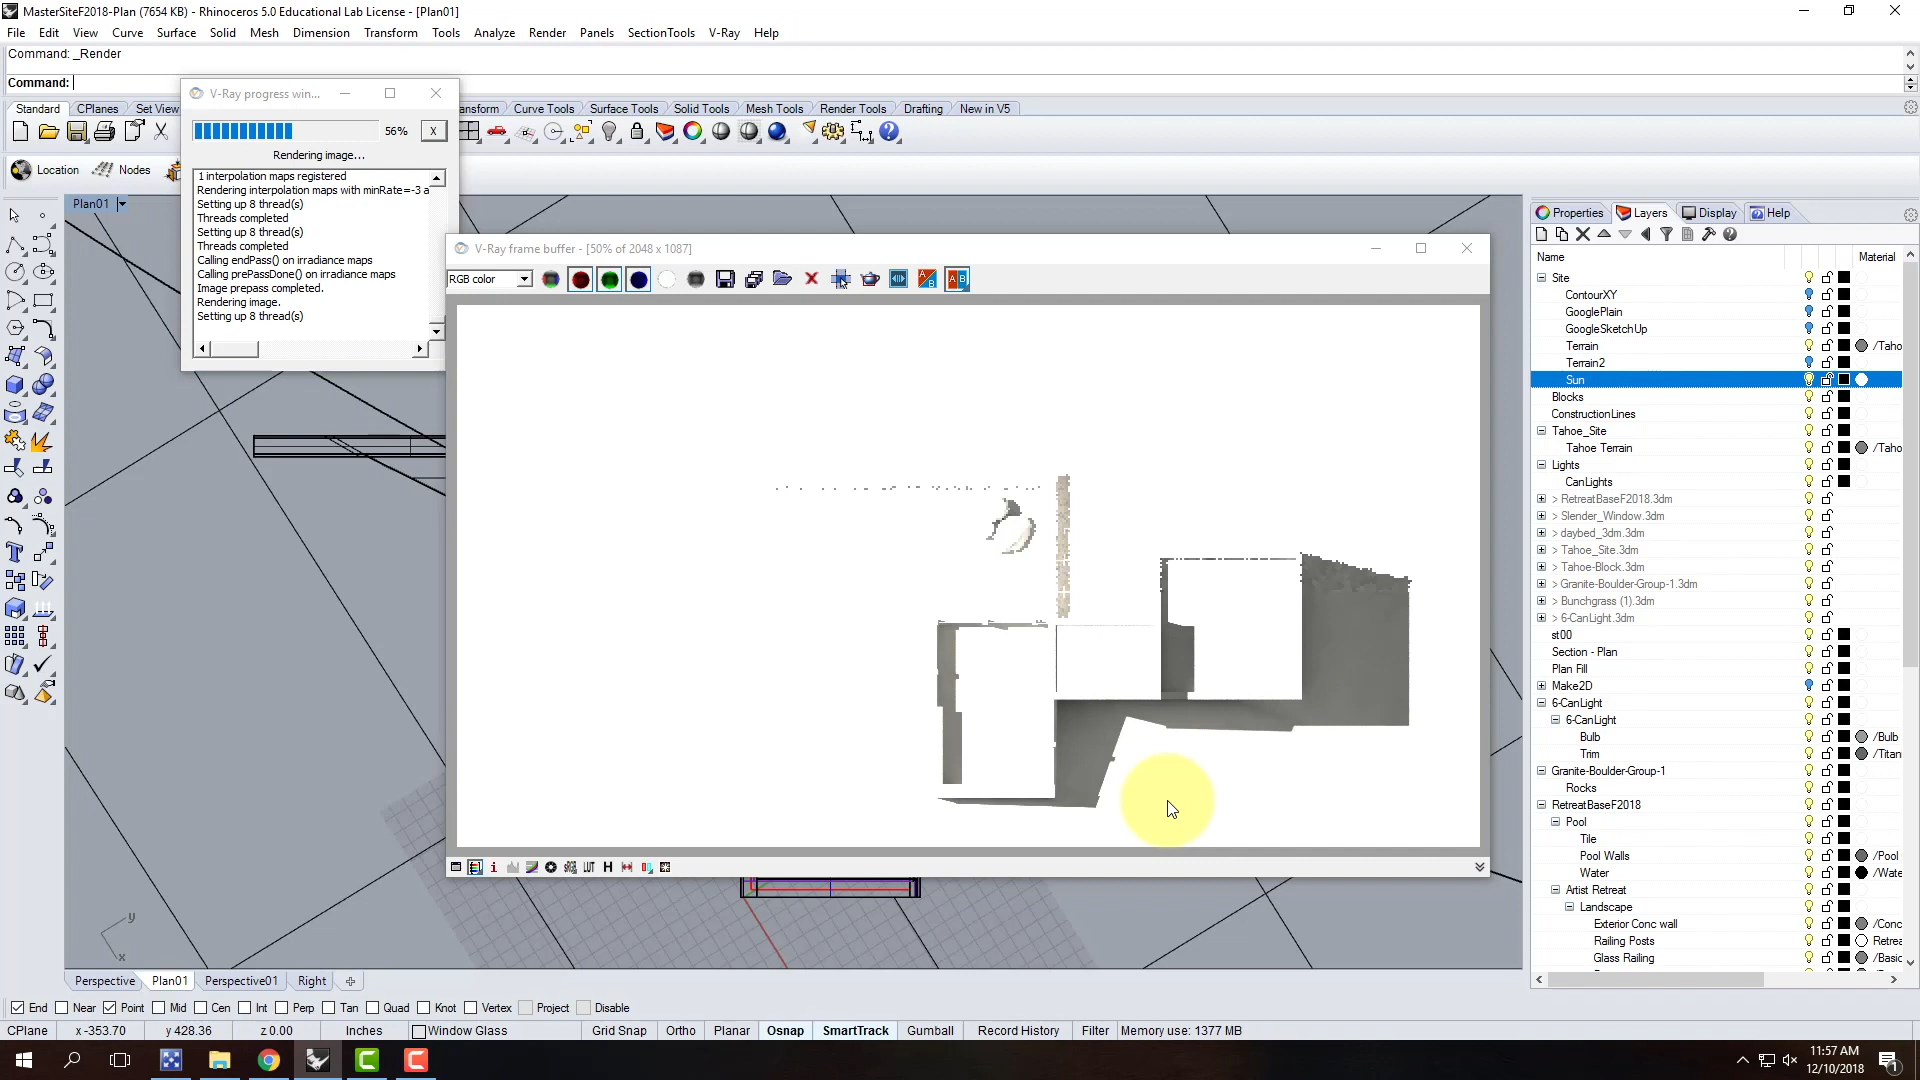 MasterSiteF2018-Plan (7654 KB) - Rhinoceros 5.0 Educational Lab License - [Plan01]
File Edit View Curve Surface Solid Mesh Dimension Transform Tools Analyze Render Panels SectionTools V-Ray Help
Command: _Render
Command:
Standard CPlanes Set View ansform Curve Tools Surface Tools Solid Tools Mesh Tools Render Tools Drafting New in V5
V-Ray progress win...
56% X
Rendering image...
1 interpolation maps registered
Rendering interpolation maps with minRate=-3 a
Setting up 8 thread(s)
Threads completed
Setting up 8 thread(s)
Threads completed
Calling endPass() on irradiance maps
Calling prePassDone() on irradiance maps
Image prepass completed.
Rendering image.
Setting up 8 thread(s)
Location Nodes
Plan01
V-Ray frame buffer - [50% of 2048 x 1087]
RGB color
Properties Layers Display Help
Name Material
Site
ContourXY
GooglePlain
GoogleSketchUp
Terrain /Taho
Terrain2
Sun
Blocks
ConstructionLines
Tahoe_Site
Tahoe Terrain /Taho
Lights
CanLights
> RetreatBaseF2018.3dm
> Slender_Window.3dm
> daybed_3dm.3dm
> Tahoe_Site.3dm
> Tahoe-Block.3dm
> Granite-Boulder-Group-1.3dm
> Bunchgrass (1).3dm
> 6-CanLight.3dm
st00
Section - Plan
Plan Fill
Make2D
6-CanLight
6-CanLight
Bulb /Bulb
Trim /Titan
Granite-Boulder-Group-1
Rocks
RetreatBaseF2018
Pool
Tile
Pool Walls /Pool
Water /Wate
Artist Retreat
Landscape
Exterior Conc wall /Conc
Railing Posts Retrea
Glass Railing /Basic
y
x
LUT H
Perspective Plan01 Perspective01 Right
End Near Point Mid Cen Int Perp Tan Quad Knot Vertex Project Disable
CPlane x -353.70 y 428.36 z 0.00 Inches Window Glass Grid Snap Ortho Planar Osnap SmartTrack Gumball Record History Filter Memory use: 1377 MB
11:57 AM
12/10/2018
1